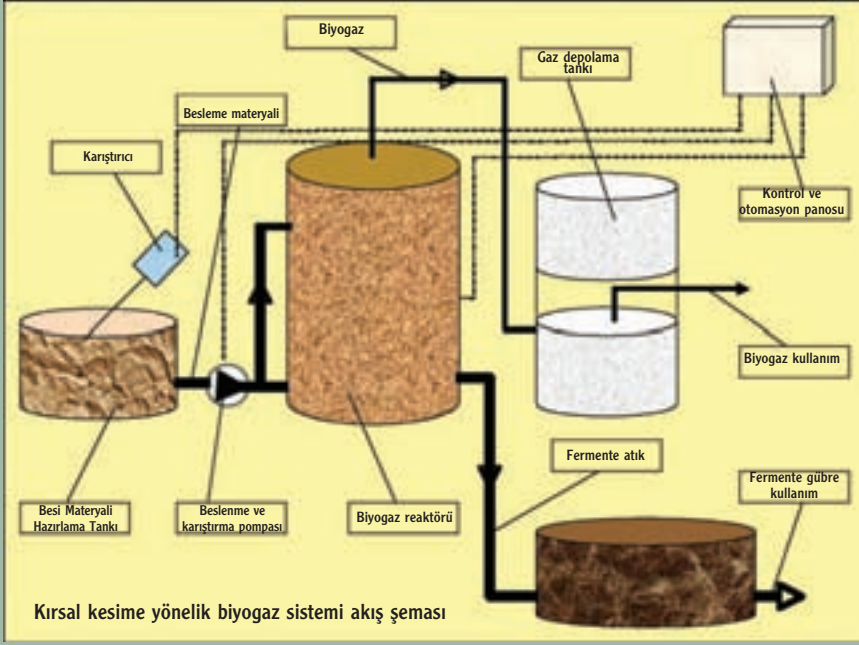 Biyogaz
Gaz depolama
tankı
Besleme materyali
Karıştırıcı
Kontrol ve
otomasyon panosu
Biyogaz kullanım
Fermente atık
Fermente gübre
kullanım
Besi Materyali
Hazırlama Tankı
Beslenme ve
karıştırma pompası
Biyogaz reaktörü
Kırsal kesime yönelik biyogaz sistemi akış şeması